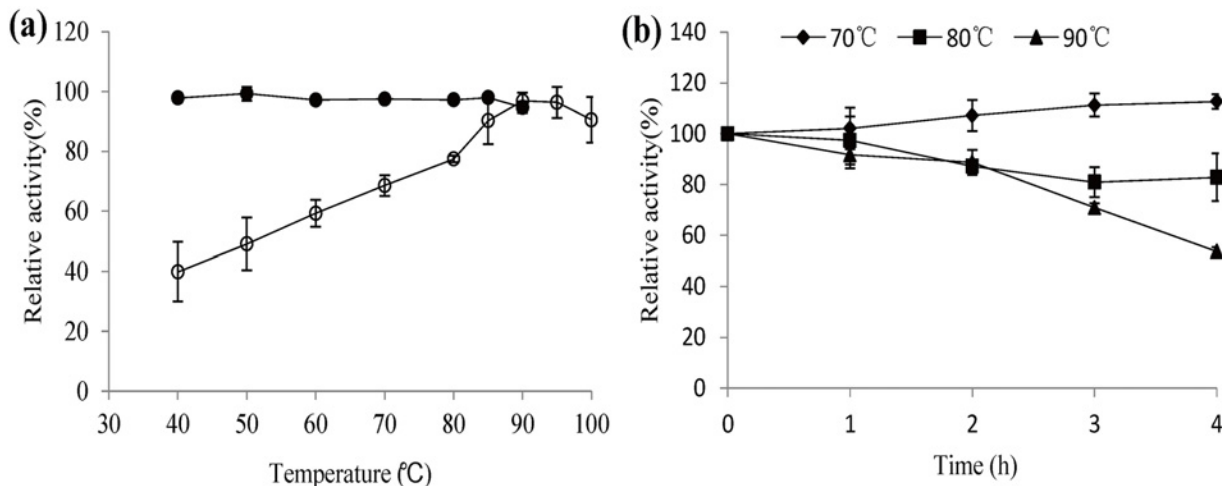 (a)
120
100
80
60
40
20
0
Relative activity(%)
30 40 50 60 70 80 90 100
Temperature (℃)
(b)
70℃ 80℃ 90℃
140
120
100
80
60
40
20
0
Relative activity(%)
0 1 2 3 4
Time (h)